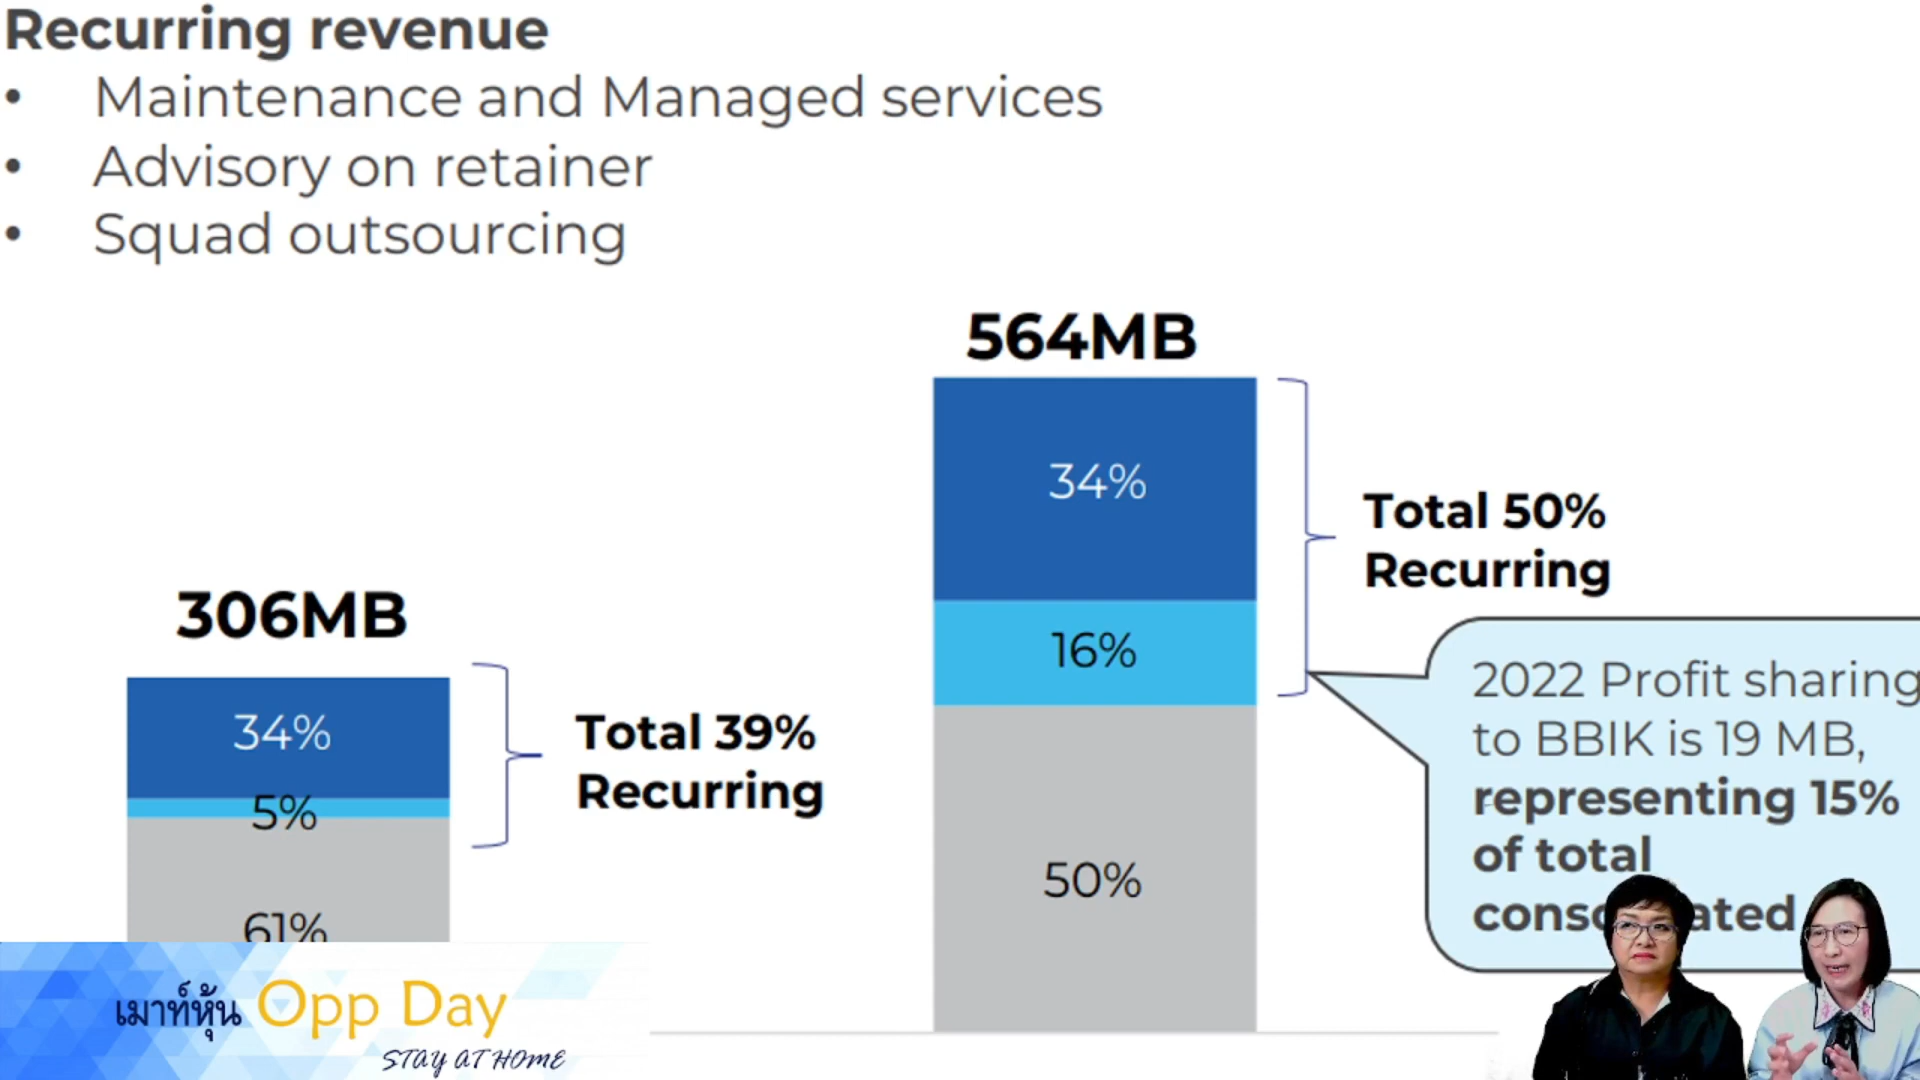 Recurring revenue
• Maintenance and Managed services
• Advisory on retainer
• Squad outsourcing
564MB
34%
Total 50%
Recurring
16%
306MB
34%
Total 39%
Recurring
5%
61%
50%
2022 Profit sharing
to BBIK is 19 MB,
representing 15%
of total
เมาท์หุ้น Opp Day
STAY AT HOME